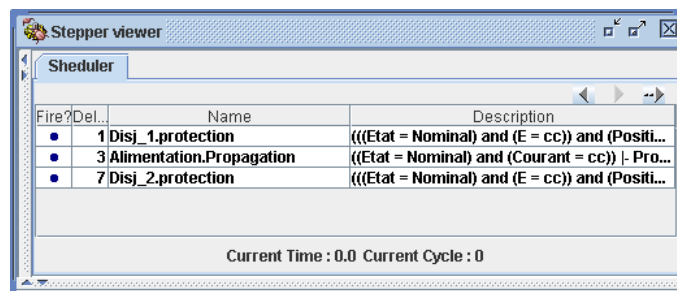 Stepper viewer
Sheduler
Fire? Del... Name Description
1 Disj_1.protection (((Etat = Nominal) and (E = cc)) and (Positi...
3 Alimentation.Propagation ((Etat = Nominal) and (Courant = cc)) |- Pro...
7 Disj_2.protection (((Etat = Nominal) and (E = cc)) and (Positi...
Current Time : 0.0 Current Cycle : 0